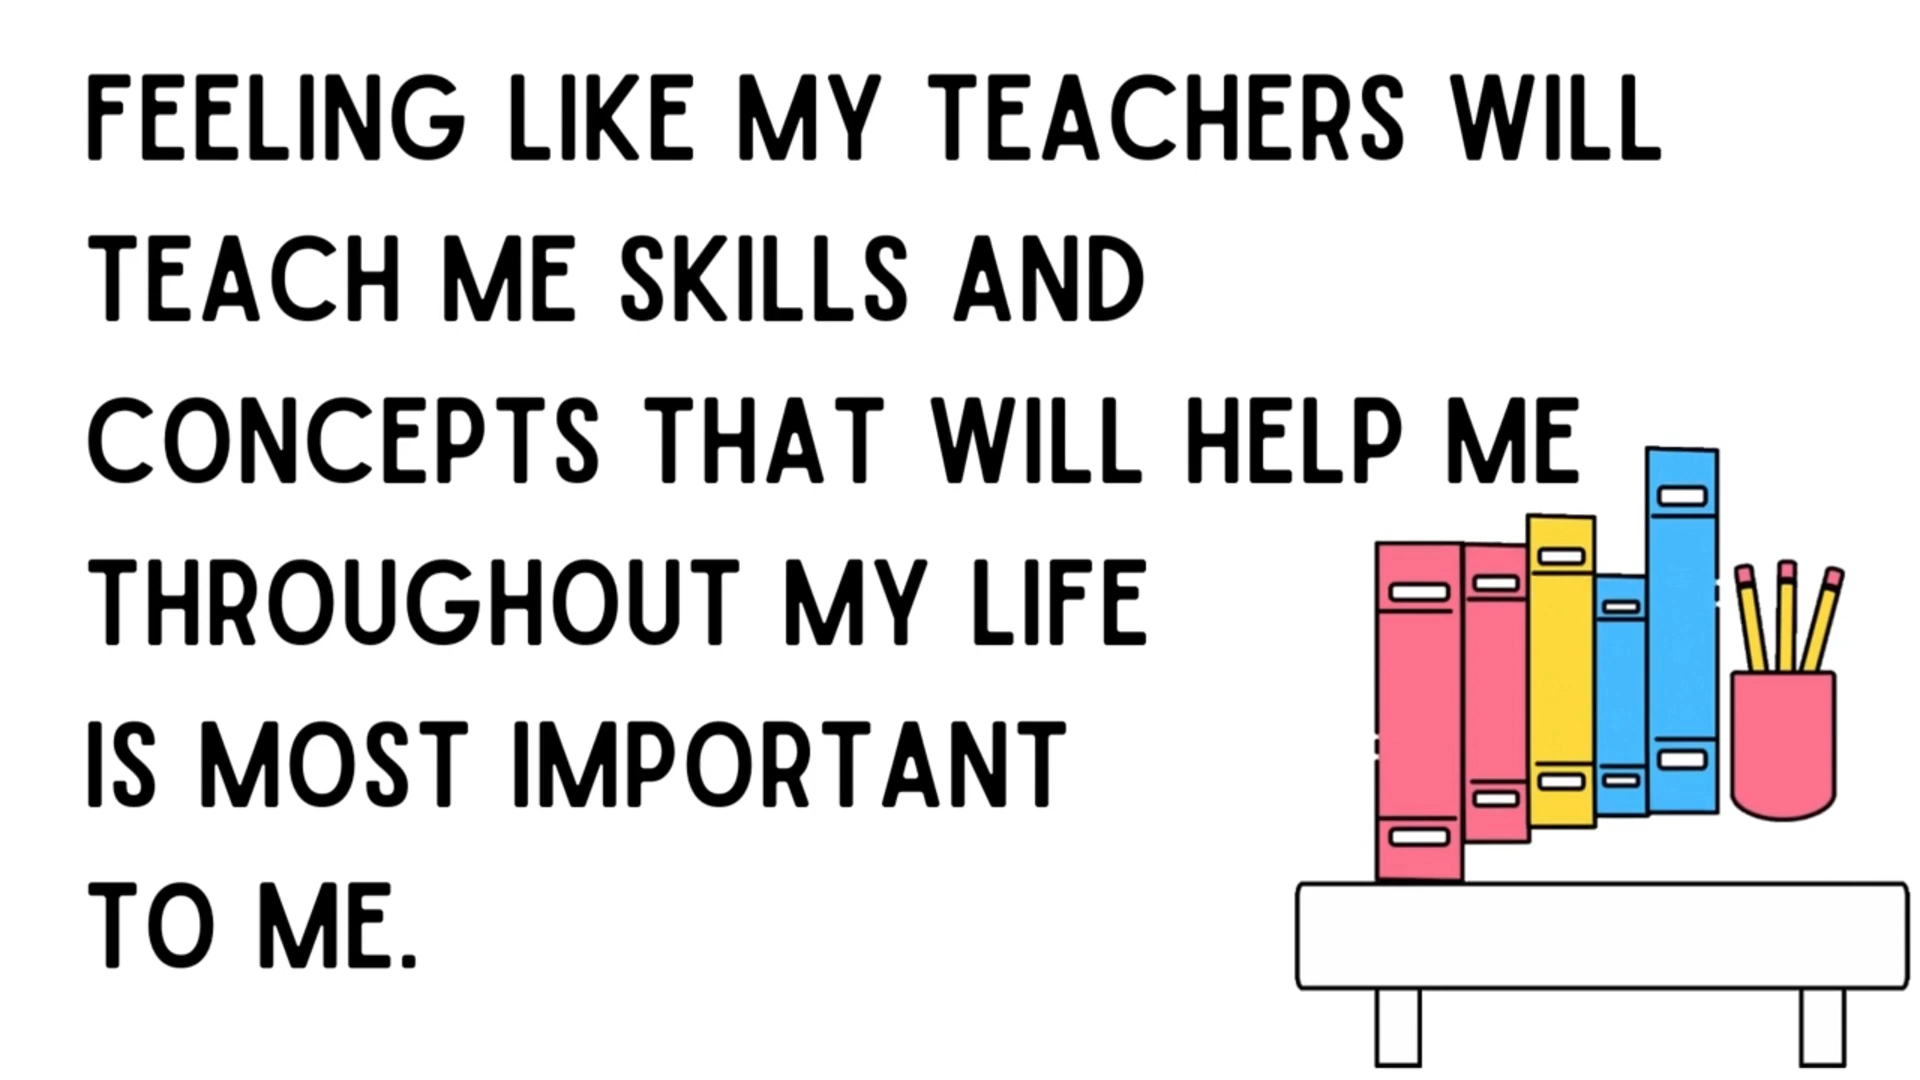 FEELING LIKE MY TEACHERS WILL
TEACH ME SKILLS AND
CONCEPTS THAT WILL HELP ME
THROUGHOUT MY LIFE
IS MOST IMPORTANT
TO ME.